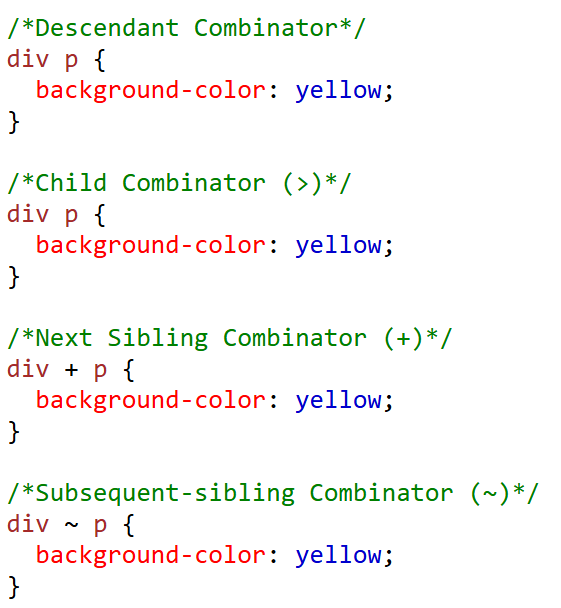 /*Descendant Combinator*/
div p {
  background-color: yellow;
}

/*Child Combinator (>)*/
div p {
  background-color: yellow;
}

/*Next Sibling Combinator (+)*/
div + p {
  background-color: yellow;
}

/*Subsequent-sibling Combinator (~)*/
div ~ p {
  background-color: yellow;
}